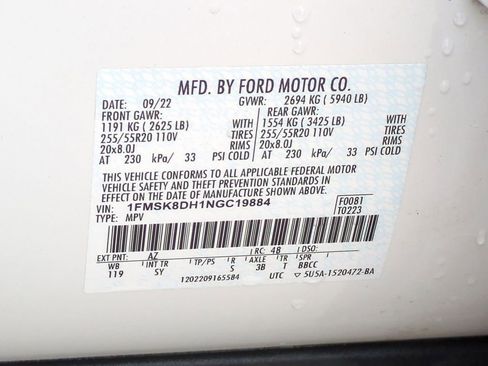 MFD. BY FORD MOTOR CO.
DATE: 09/22 GVWR: 2694 KG ( 5940 LB)
FRONT GAWR: REAR GAWR:
1191 KG ( 2625 LB) WITH 1554 KG ( 3425 LB) WITH
255/55R20 110V TIRES 255/55R20 110V TIRES
20x8.0J RIMS 20x8.0J RIMS
AT 230 kPa/ 33 PSI COLD AT 230 kPa/ 33 PSI COLD
THIS VEHICLE CONFORMS TO ALL APPLICABLE FEDERAL MOTOR
VEHICLE SAFETY AND THEFT PREVENTION STANDARDS IN
EFFECT ON THE DATE OF MANUFACTURE SHOWN ABOVE.
VIN: 1FMSK8DH1NGC19884 F0081
TYPE: MPV T0223
EXT PNT: AZ RC: 48 DSO:
WB INT TR TP/PS R AXLE TR SPR
119 SY S 3B T BBCC
1202209165584 UTC 5U5A-1520472-BA